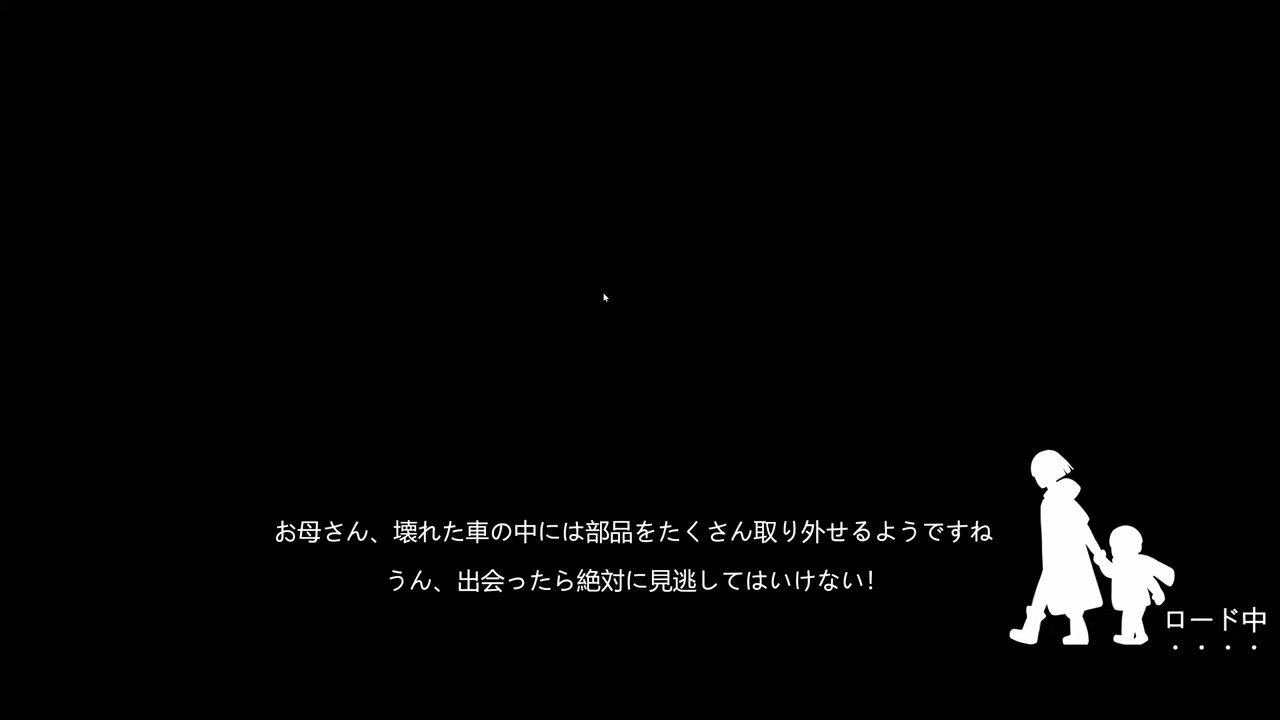 お母さん、壊れた車の中には部品をたくさん取り外せるようですね
うん、出会ったら絶対に見逃してはいけない!
ロード中
....